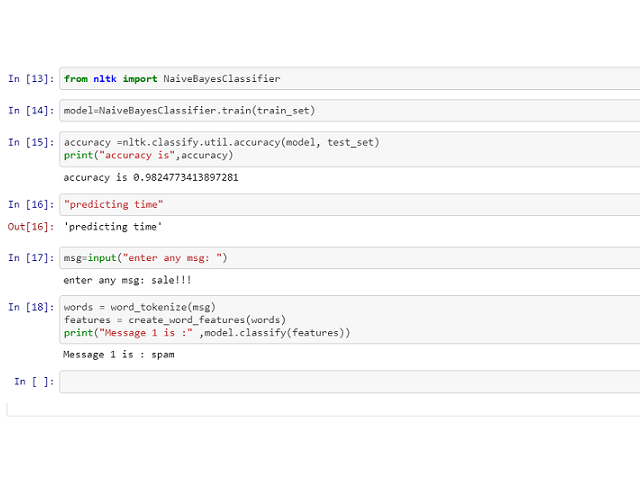 In [13]: from nltk import NaiveBayesClassifier
In [14]: model=NaiveBayesClassifier.train(train_set)
In [15]: accuracy =nltk.classify.util.accuracy(model, test_set)
print("accuracy is",accuracy)
accuracy is 0.9824773413897281
In [16]: "predicting time"
Out[16]: 'predicting time'
In [17]: msg=input("enter any msg: ")
enter any msg: sale!!!
In [18]: words = word_tokenize(msg)
features = create_word_features(words)
print("Message 1 is :" ,model.classify(features))
Message 1 is : spam
In [ ]: